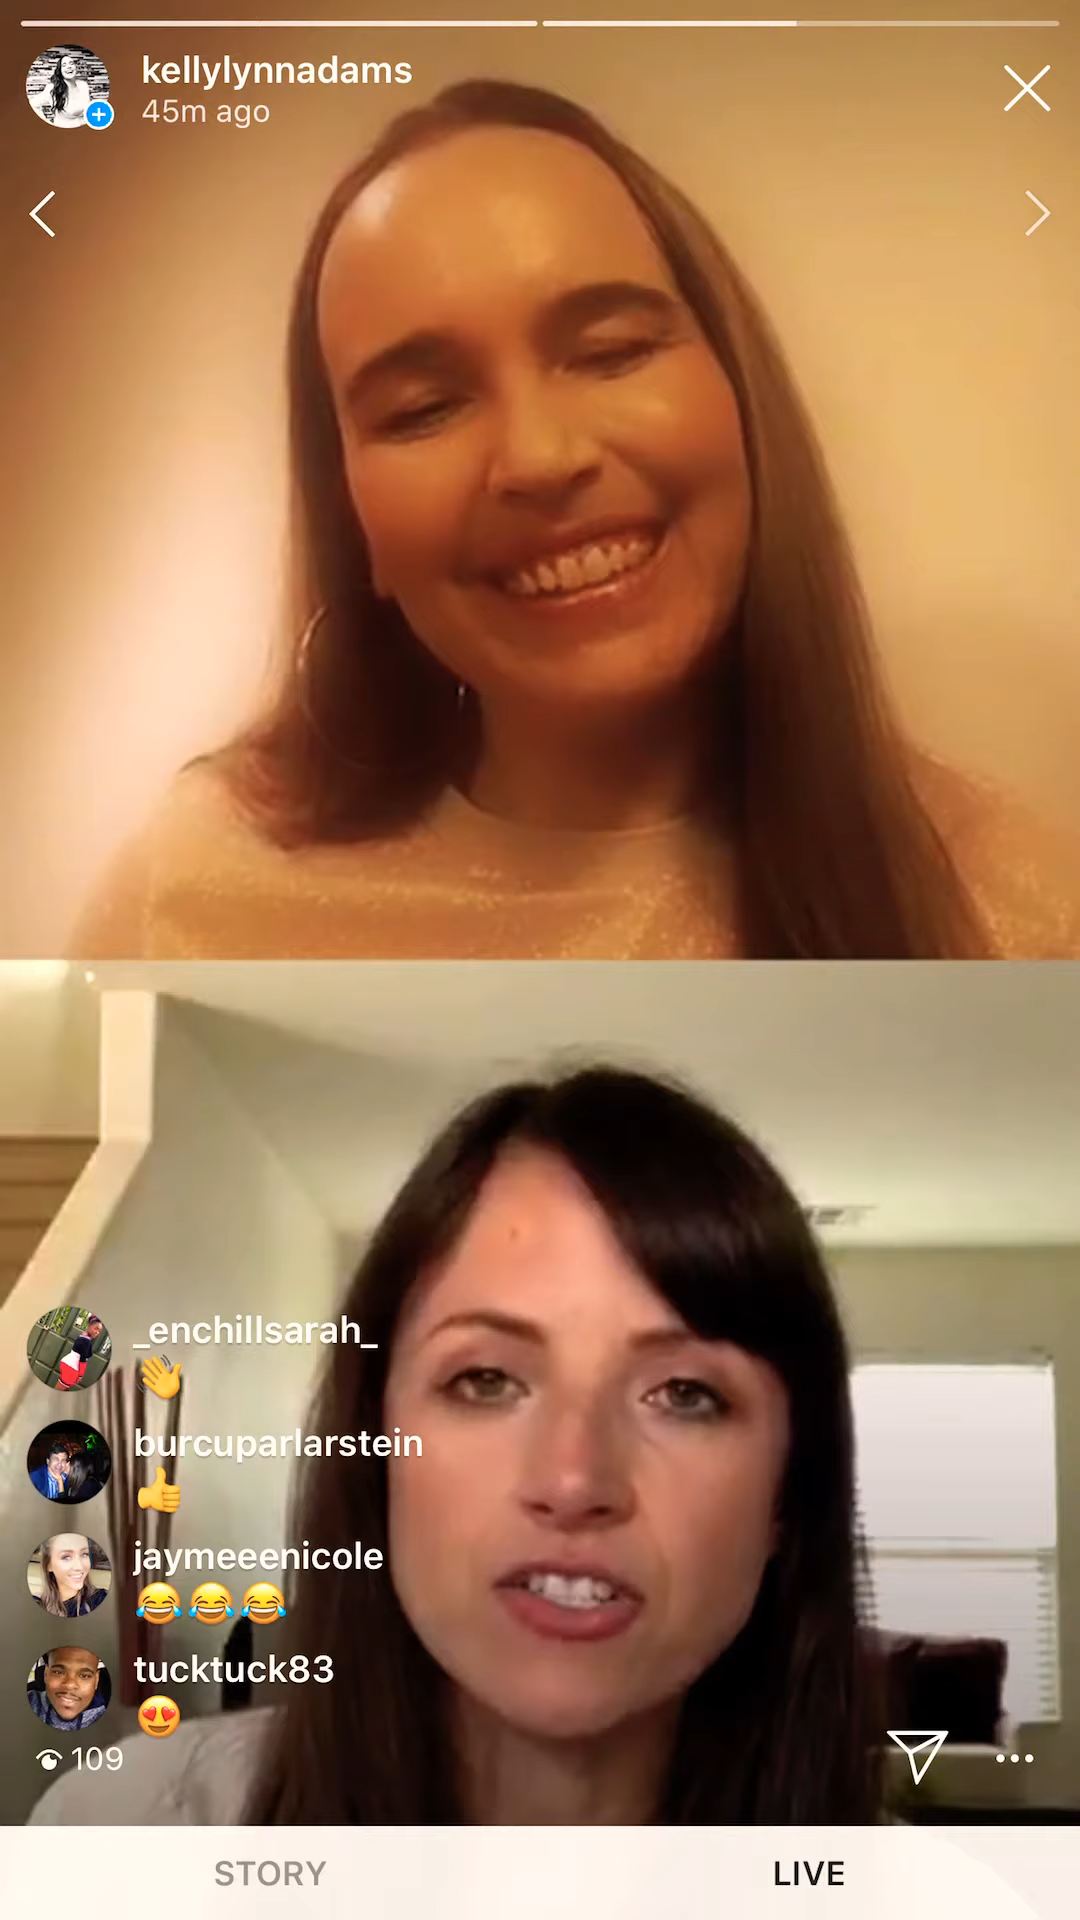 kellylynnadams
45m ago
_enchillsarah_
👋
burcuparlarstein
👍
jaymeeenicole
😂😂😂
tucktuck83
😍
109
STORY
LIVE